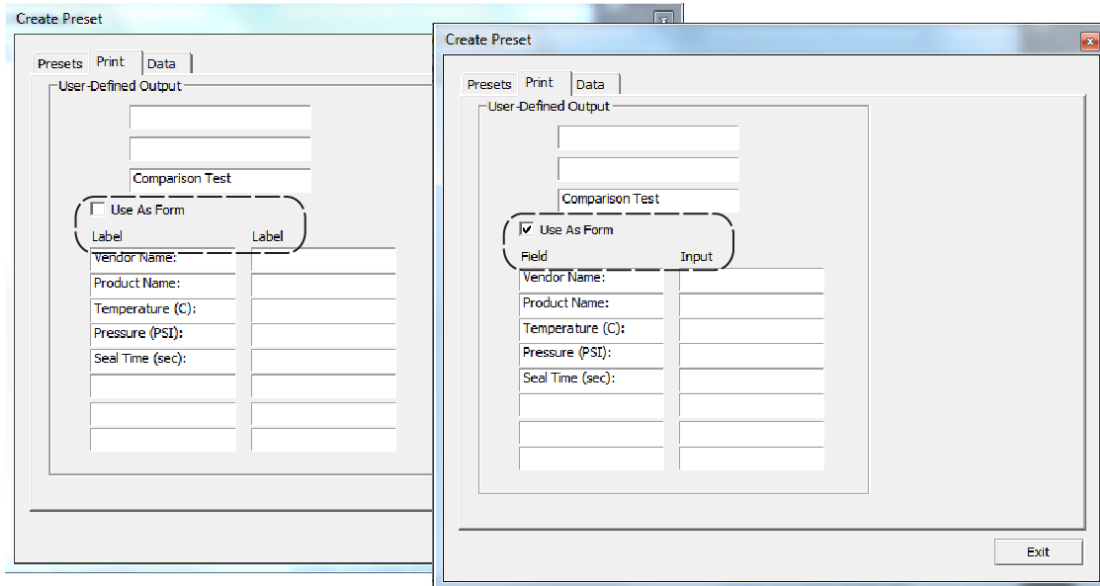 Create Preset
x
Presets Print Data
User-Defined Output
Comparison Test
Use As Form
Label Label
Vendor Name:
Product Name:
Temperature (C):
Pressure (PSI):
Seal Time (sec):
Create Preset
x
Presets Print Data
User-Defined Output
Comparison Test
Use As Form
Field Input
Vendor Name:
Product Name:
Temperature (C):
Pressure (PSI):
Seal Time (sec):
Exit